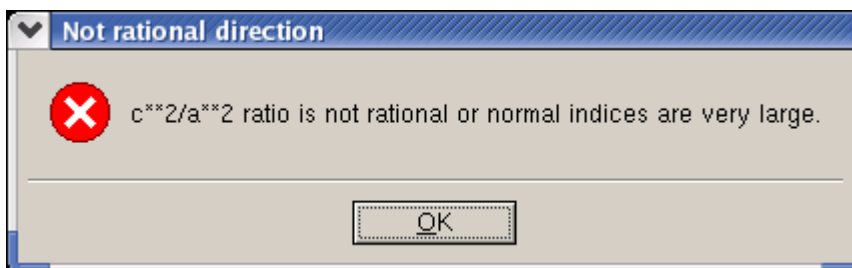 Not rational direction
c**2/a**2 ratio is not rational or normal indices are very large.
OK